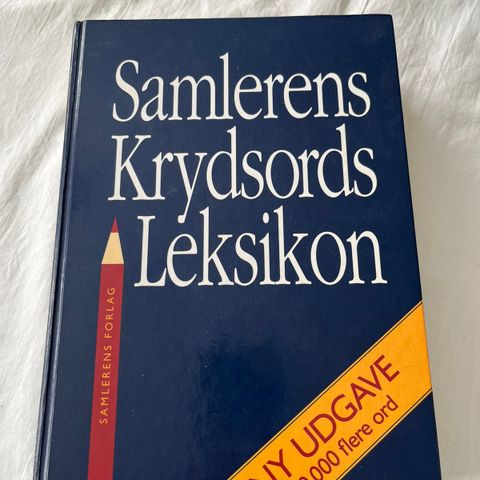 Samlerens
Krydsords
Leksikon
SAMLERENS FORLAG
NY UDGAVE
000 flere ord